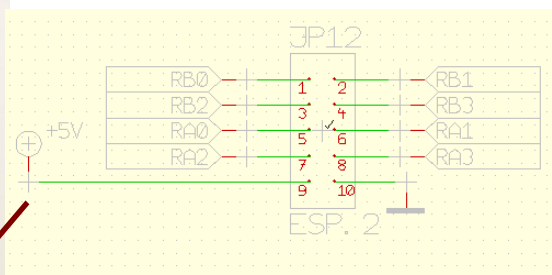 JP12
RB0 1 2 RB1
RB2 3 4 RB3
+5V RA0 5 6 RA1
RA2 7 8 RA3
9 10
ESP. 2